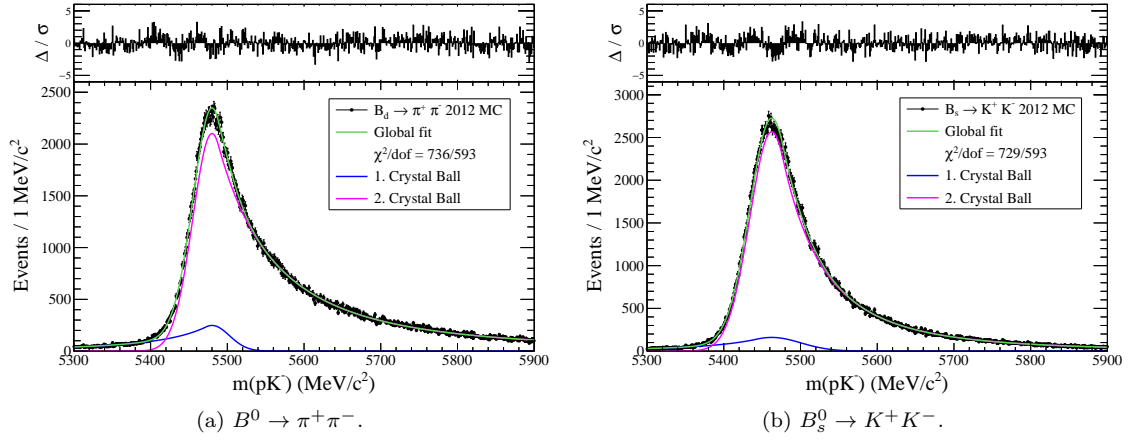 Δ / σ
5
0
−5
Events / 1 MeV/c²
2500
2000
1500
1000
500
0
B_d → π⁺ π⁻ 2012 MC
Global fit
χ²/dof = 736/593
1. Crystal Ball
2. Crystal Ball
5300 5400 5500 5600 5700 5800 5900
m(pK⁻) (MeV/c²)
(a) B⁰ → π⁺π⁻.
Δ / σ
5
0
−5
Events / 1 MeV/c²
3000
2500
2000
1500
1000
500
0
B_s → K⁺ K⁻ 2012 MC
Global fit
χ²/dof = 729/593
1. Crystal Ball
2. Crystal Ball
5300 5400 5500 5600 5700 5800 5900
m(pK⁻) (MeV/c²)
(b) B_s⁰ → K⁺K⁻.